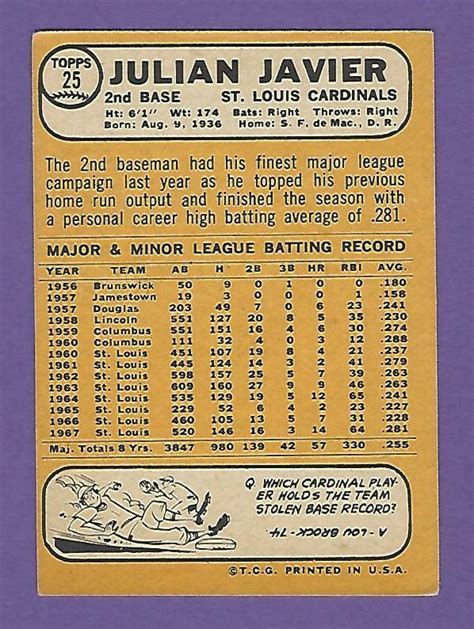 TOPPS
25
JULIAN JAVIER
2nd BASE ST. LOUIS CARDINALS
Ht: 6'1" Wt: 174 Bats: Right Throws: Right
Born: Aug. 9, 1936 Home: S. F. de Mac., D. R.
The 2nd baseman had his finest major league
campaign last year as he topped his previous
home run output and finished the season with
a personal career high batting average of .281.
MAJOR & MINOR LEAGUE BATTING RECORD
YEAR TEAM AB H 2B 3B HR RBI AVG.
1956 Brunswick 50 9 0 1 0 0 .180
1957 Jamestown 19 3 0 0 0 1 .158
1957 Douglas 203 49 7 6 0 21 .241
1958 Lincoln 551 127 20 8 8 35 .230
1959 Columbus 551 151 16 4 6 39 .274
1960 Columbus 111 32 4 0 3 12 .288
1960 St. Louis 451 107 19 8 4 21 .237
1961 St. Louis 445 124 14 3 2 41 .279
1962 St. Louis 598 157 25 5 7 39 .263
1963 St. Louis 609 160 27 9 9 46 .263
1964 St. Louis 535 129 19 5 12 65 .241
1965 St. Louis 229 52 6 4 2 23 .227
1966 St. Louis 460 105 13 5 7 31 .228
1967 St. Louis 520 146 16 3 14 64 .281
Maj. Totals 8 Yrs. 3847 980 139 42 57 330 .255
Q. WHICH CARDINAL PLAY-
ER HOLDS THE TEAM
STOLEN BASE RECORD?
A - LOU BROCK - 74
©T.C.G. PRINTED IN U.S.A.